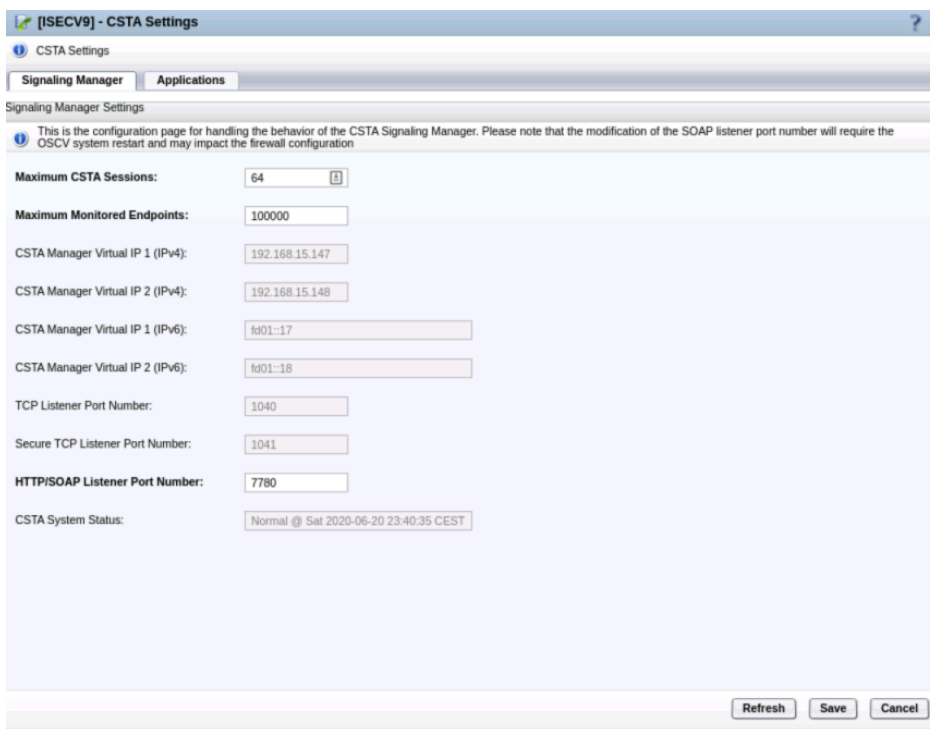 [ISECV9] - CSTA Settings
?
CSTA Settings
Signaling Manager
Applications
Signaling Manager Settings
This is the configuration page for handling the behavior of the CSTA Signaling Manager. Please note that the modification of the SOAP listener port number will require the
OSCV system restart and may impact the firewall configuration
Maximum CSTA Sessions: 64
Maximum Monitored Endpoints: 100000
CSTA Manager Virtual IP 1 (IPv4): 192.168.15.147
CSTA Manager Virtual IP 2 (IPv4): 192.168.15.148
CSTA Manager Virtual IP 1 (IPv6): fd01::17
CSTA Manager Virtual IP 2 (IPv6): fd01::18
TCP Listener Port Number: 1040
Secure TCP Listener Port Number: 1041
HTTP/SOAP Listener Port Number: 7780
CSTA System Status: Normal @ Sat 2020-06-20 23:40:35 CEST
Refresh
Save
Cancel